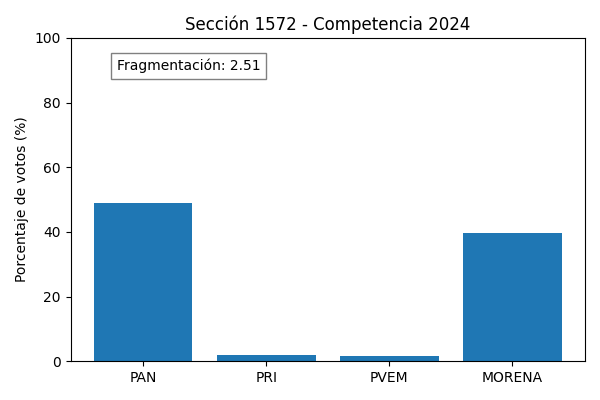 Sección 1572 - Competencia 2024
Fragmentación: 2.51
Porcentaje de votos (%)
100
80
60
40
20
0
PAN PRI PVEM MORENA